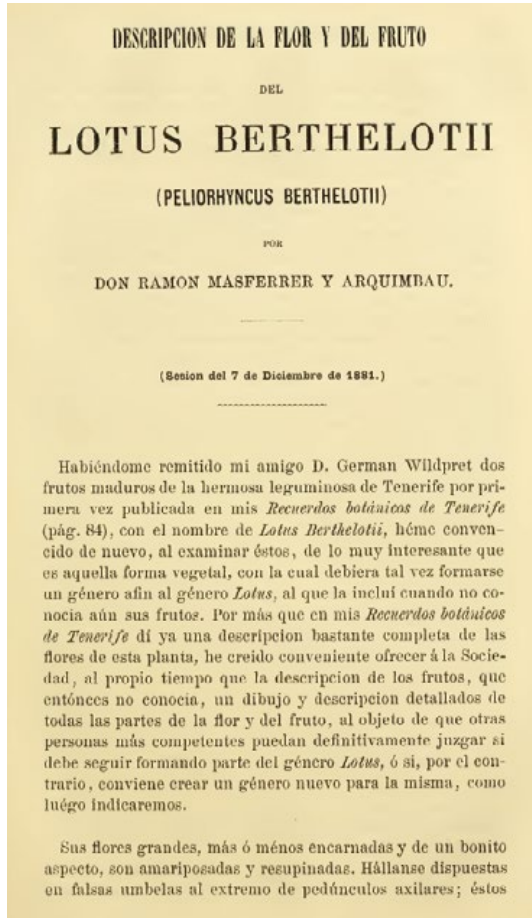 DESCRIPCION DE LA FLOR Y DEL FRUTO
DEL
LOTUS BERTHELOTII
(PELIORHYNCUS BERTHELOTII)
POR
DON RAMON MASFERRER Y ARQUIMBAU.
(Sesion del 7 de Diciembre de 1881.)
Habiéndome remitido mi amigo D. German Wildpret dos
frutos maduros de la hermosa leguminosa de Tenerife por pri-
mera vez publicada en mis Recuerdos botánicos de Tenerife
(pág. 84), con el nombre de Lotus Berthelotii, héme conven-
cido de nuevo, al examinar éstos, de lo muy interesante que
es aquella forma vegetal, con la cual debiera tal vez formarse
un género afin al género Lotus, al que la incluí cuando no co-
nocia aún sus frutos. Por más que en mis Recuerdos botánicos
de Tenerife dí ya una descripcion bastante completa de las
flores de esta planta, he creido conveniente ofrecer á la Socie-
dad, al propio tiempo que la descripcion de los frutos, que
entónces no conocia, un dibujo y descripcion detallados de
todas las partes de la flor y del fruto, al objeto de que otras
personas más competentes puedan definitivamente juzgar si
debe seguir formando parte del género Lotus, ó si, por el con-
trario, conviene crear un género nuevo para la misma, como
luégo indicaremos.
Sus flores grandes, más ó ménos encarnadas y de un bonito
aspecto, son amariposadas y resupinadas. Hállanse dispuestas
en falsas umbelas al extremo de pedúnculos axilares; éstos